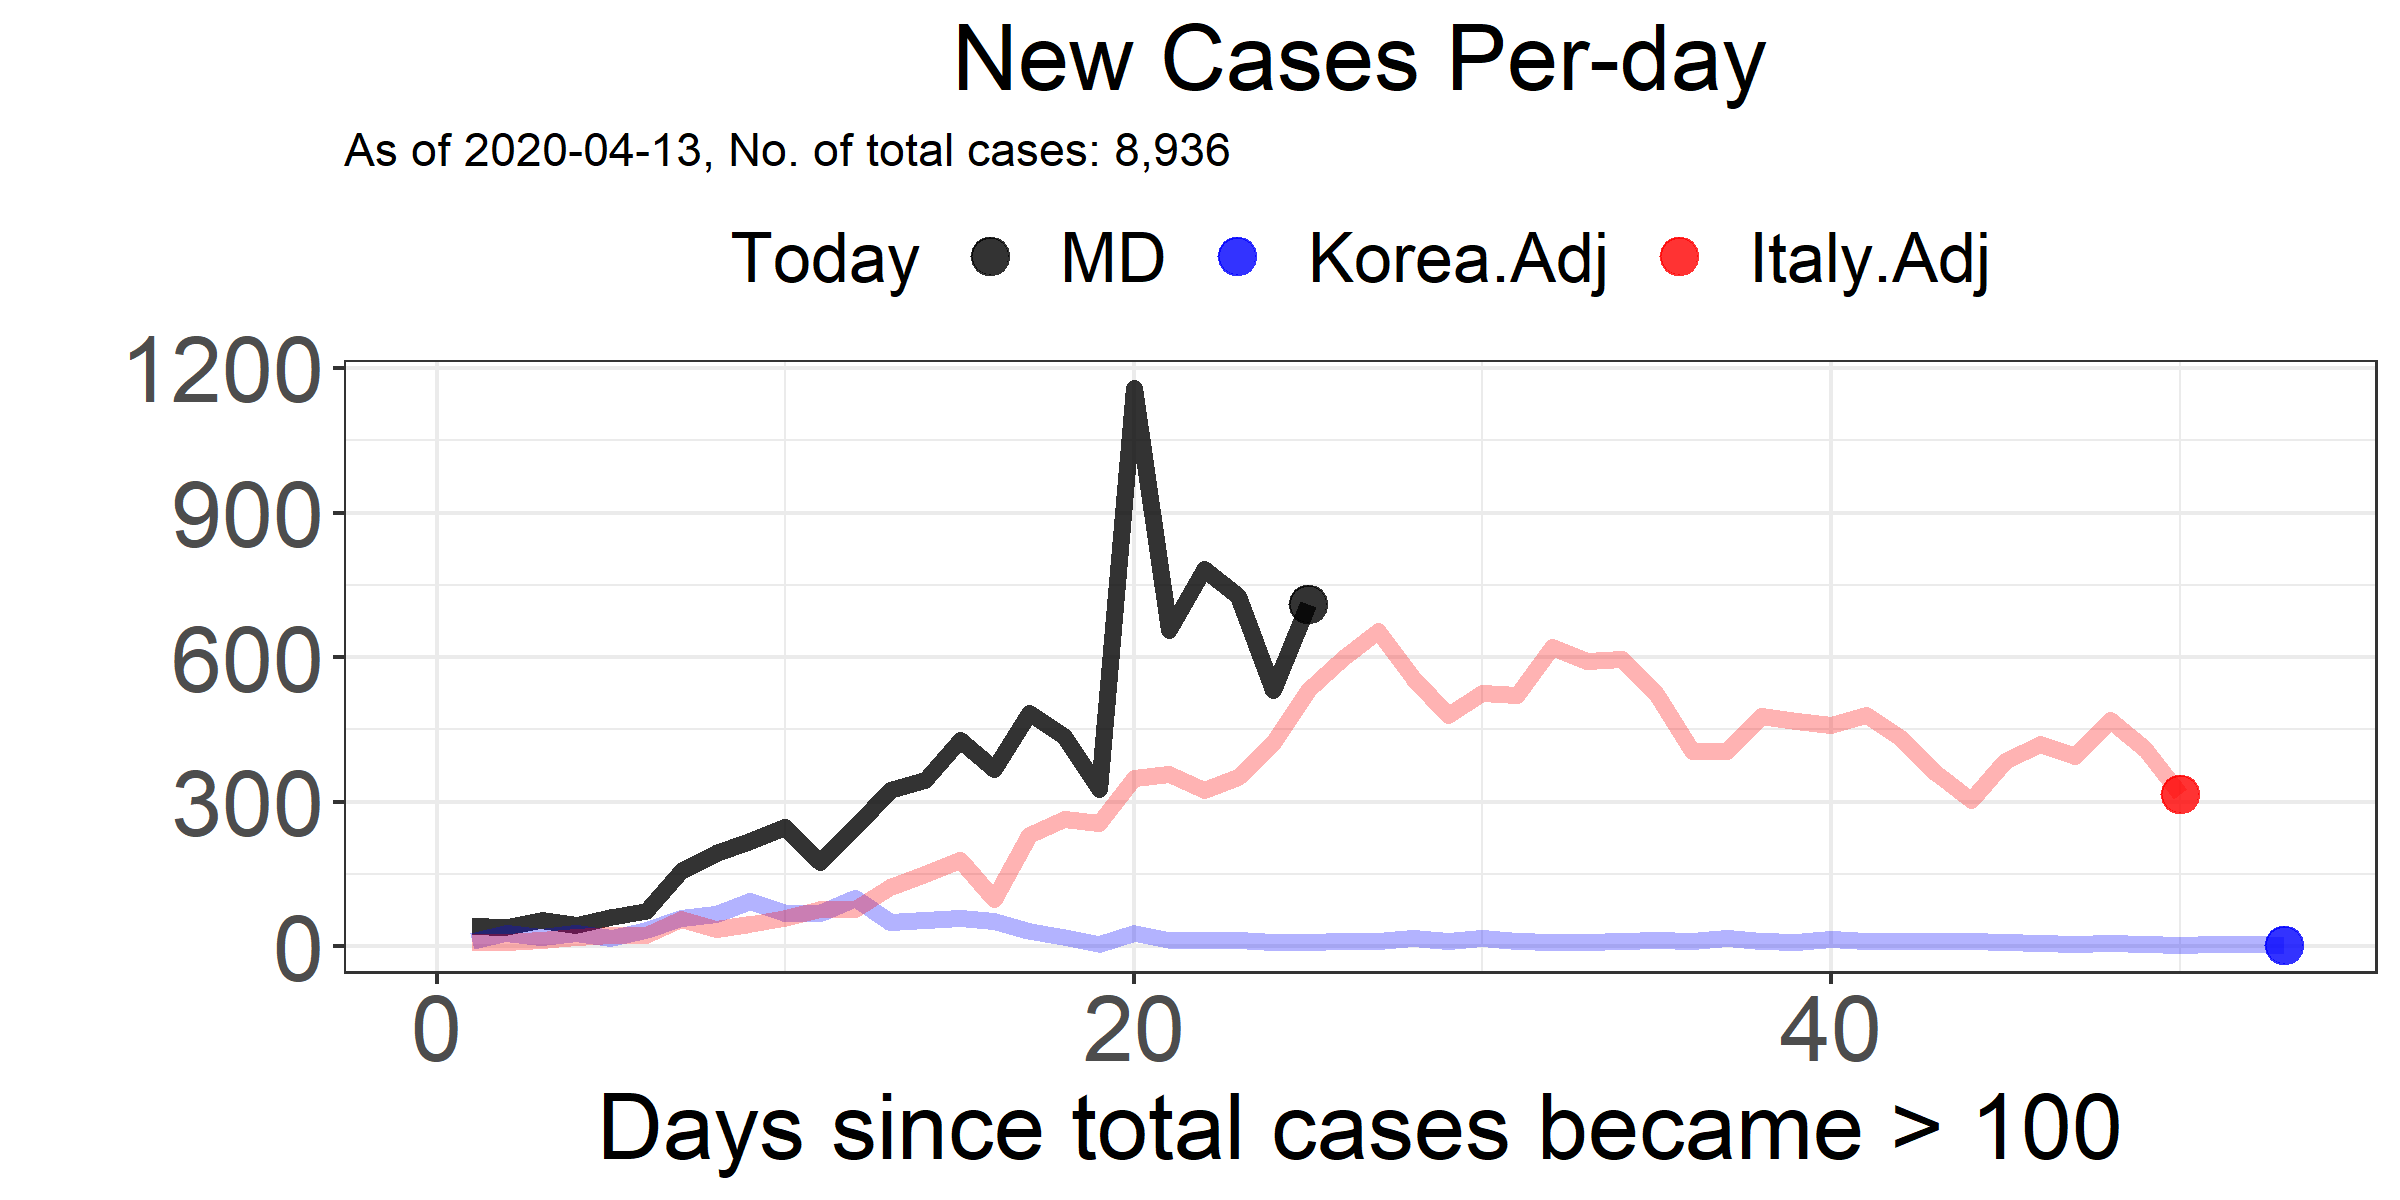 New Cases Per-day
As of 2020-04-13, No. of total cases: 8,936
Today MD Korea.Adj Italy.Adj
1200
900
600
300
0
0 20 40
Days since total cases became > 100